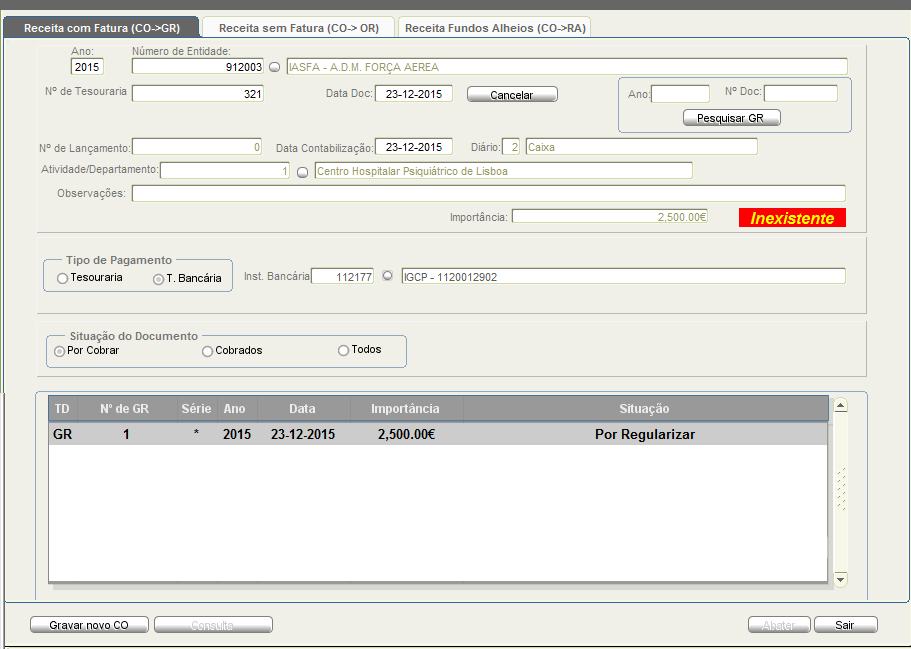 Receita com Fatura (CO->GR) Receita sem Fatura (CO-> OR) Receita Fundos Alheios (CO->RA)
Ano: Número de Entidade:
2015 912003 IASFA - A.D.M. FORÇA AEREA
Nº de Tesouraria 321 Data Doc: 23-12-2015 Cancelar Ano: Nº Doc:
Pesquisar GR
Nº de Lançamento: 0 Data Contabilização: 23-12-2015 Diário: 2 Caixa
Atividade/Departamento: 1 Centro Hospitalar Psiquiátrico de Lisboa
Observações:
Importância: 2,500.00€ Inexistente
Tipo de Pagamento
Tesouraria T. Bancária Inst. Bancária 112177 IGCP - 1120012902
Situação do Documento
Por Cobrar Cobrados Todos
TD Nº de GR Série Ano Data Importância Situação
GR 1 * 2015 23-12-2015 2,500.00€ Por Regularizar
Gravar novo CO Consulta Abater Sair